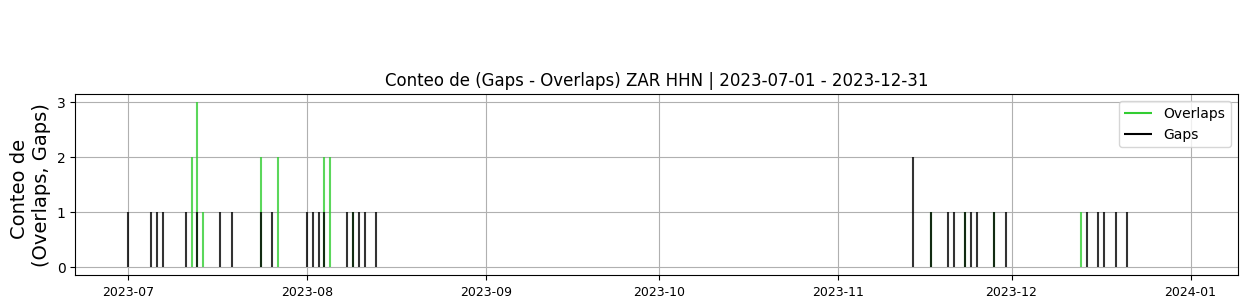 Conteo de (Gaps - Overlaps) ZAR HHN | 2023-07-01 - 2023-12-31
Conteo de
(Overlaps, Gaps)
3
2
1
0
Overlaps
Gaps
2023-07
2023-08
2023-09
2023-10
2023-11
2023-12
2024-01